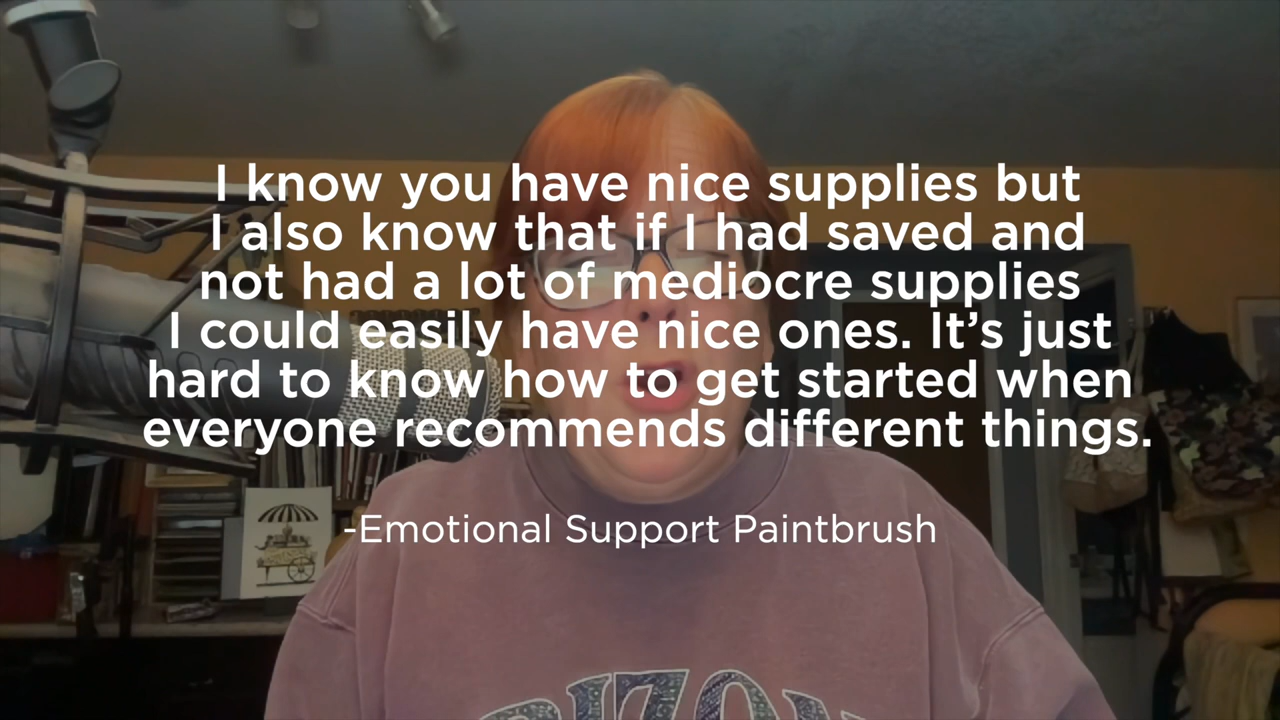 I know you have nice supplies but
I also know that if I had saved and
not had a lot of mediocre supplies
I could easily have nice ones. It’s just
hard to know how to get started when
everyone recommends different things.
-Emotional Support Paintbrush